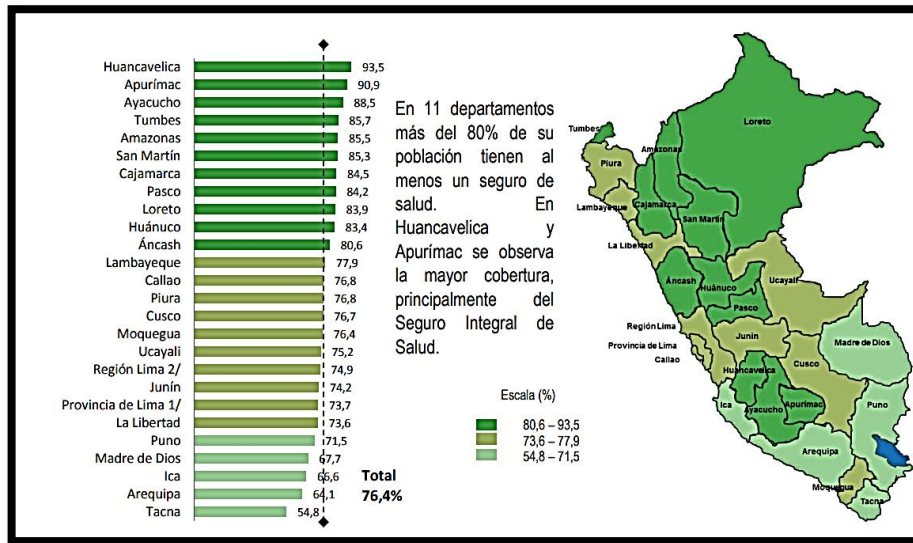 Huancavelica 93,5
Apurímac 90,9
Ayacucho 88,5
Tumbes 85,7
Amazonas 85,5
San Martín 85,3
Cajamarca 84,5
Pasco 84,2
Loreto 83,9
Huánuco 83,4
Áncash 80,6
Lambayeque 77,9
Callao 76,8
Piura 76,8
Cusco 76,7
Moquegua 76,4
Ucayali 75,2
Región Lima 2/ 74,9
Junín 74,2
Provincia de Lima 1/ 73,7
La Libertad 73,6
Puno 71,5
Madre de Dios 67,7
Ica 66,6
Arequipa 64,1
Tacna 54,8
Total
76,4%
En 11 departamentos
más del 80% de su
población tienen al
menos un seguro de
salud. En
Huancavelica y
Apurímac se observa
la mayor cobertura,
principalmente del
Seguro Integral de
Salud.
Escala (%)
80,6 – 93,5
73,6 – 77,9
54,8 – 71,5
Loreto
Tumbes
Amazonas
Piura
Lambayeque
Cajamarca
San Martín
La Libertad
Áncash
Huánuco
Ucayali
Pasco
Región Lima
Junín
Madre de Dios
Provincia de Lima
Callao
Huancavelica
Cusco
Ica
Ayacucho
Apurímac
Puno
Arequipa
Moquegua
Tacna